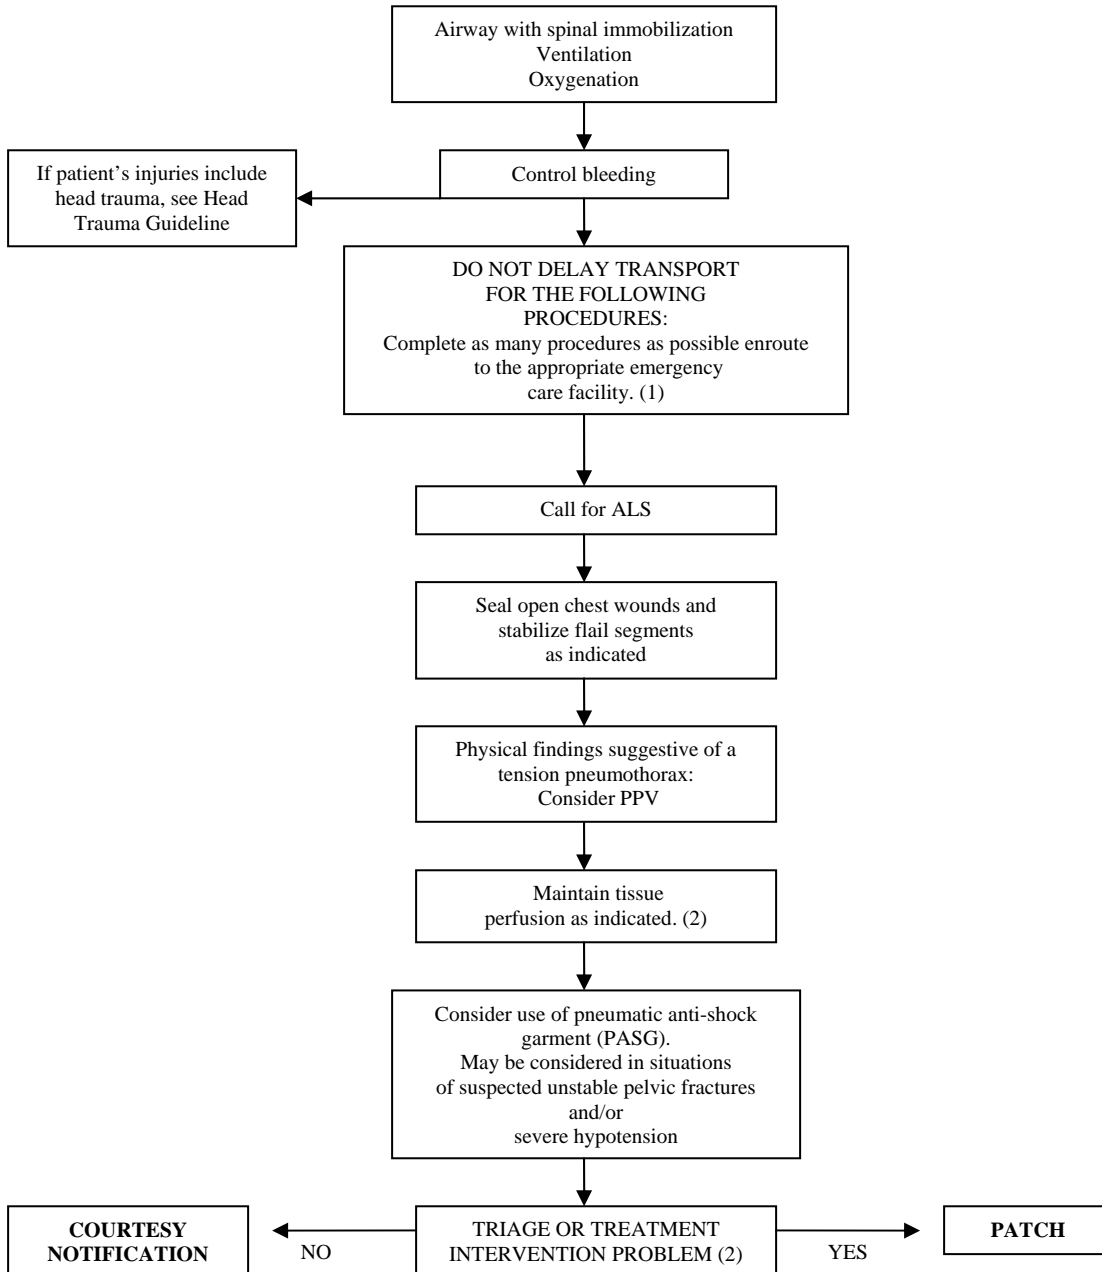 Airway with spinal immobilization
Ventilation
Oxygenation
If patient's injuries include
head trauma, see Head
Trauma Guideline
Control bleeding
DO NOT DELAY TRANSPORT
FOR THE FOLLOWING
PROCEDURES:
Complete as many procedures as possible enroute
to the appropriate emergency
care facility. (1)
Call for ALS
Seal open chest wounds and
stabilize flail segments
as indicated
Physical findings suggestive of a
tension pneumothorax:
Consider PPV
Maintain tissue
perfusion as indicated. (2)
Consider use of pneumatic anti-shock
garment (PASG).
May be considered in situations
of suspected unstable pelvic fractures
and/or
severe hypotension
COURTESY
NOTIFICATION
NO
TRIAGE OR TREATMENT
INTERVENTION PROBLEM (2)
YES
PATCH